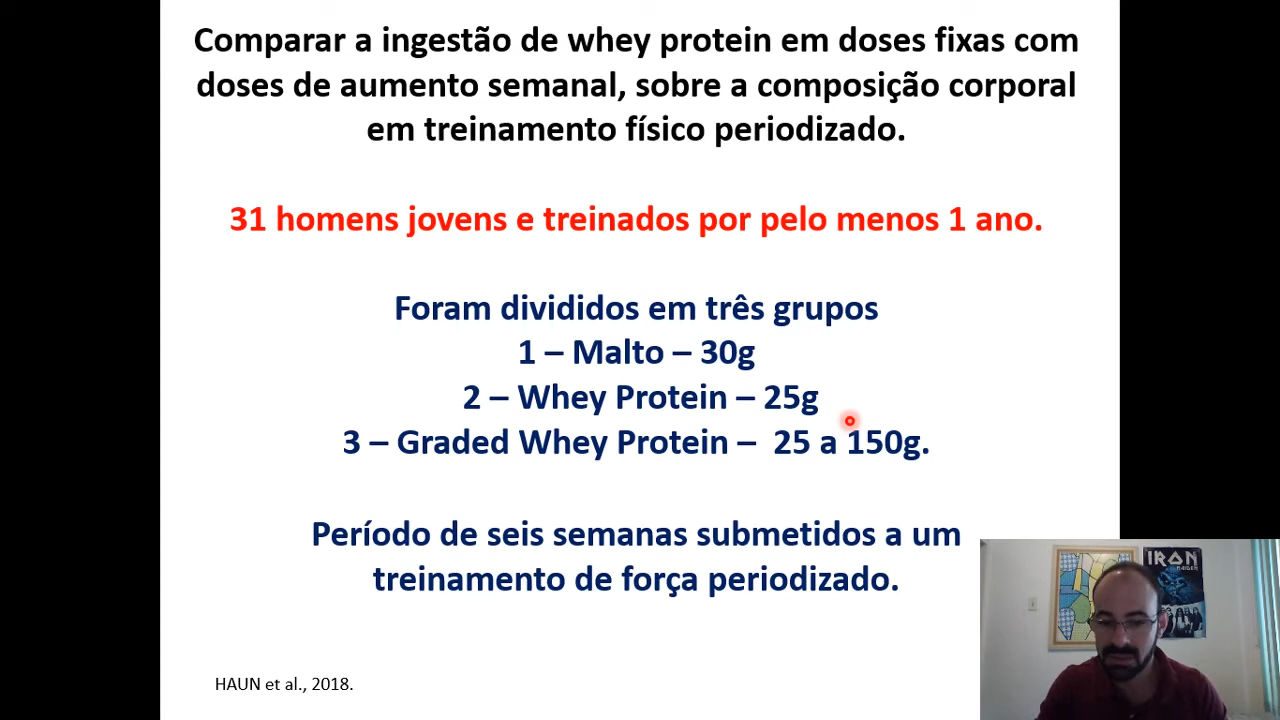 Comparar a ingestão de whey protein em doses fixas com
doses de aumento semanal, sobre a composição corporal
em treinamento físico periodizado.
31 homens jovens e treinados por pelo menos 1 ano.
Foram divididos em três grupos
1 – Malto – 30g
2 – Whey Protein – 25g
3 – Graded Whey Protein – 25 a 150g.
Período de seis semanas submetidos a um
treinamento de força periodizado.
IRON
MAIDEN
HAUN et al., 2018.